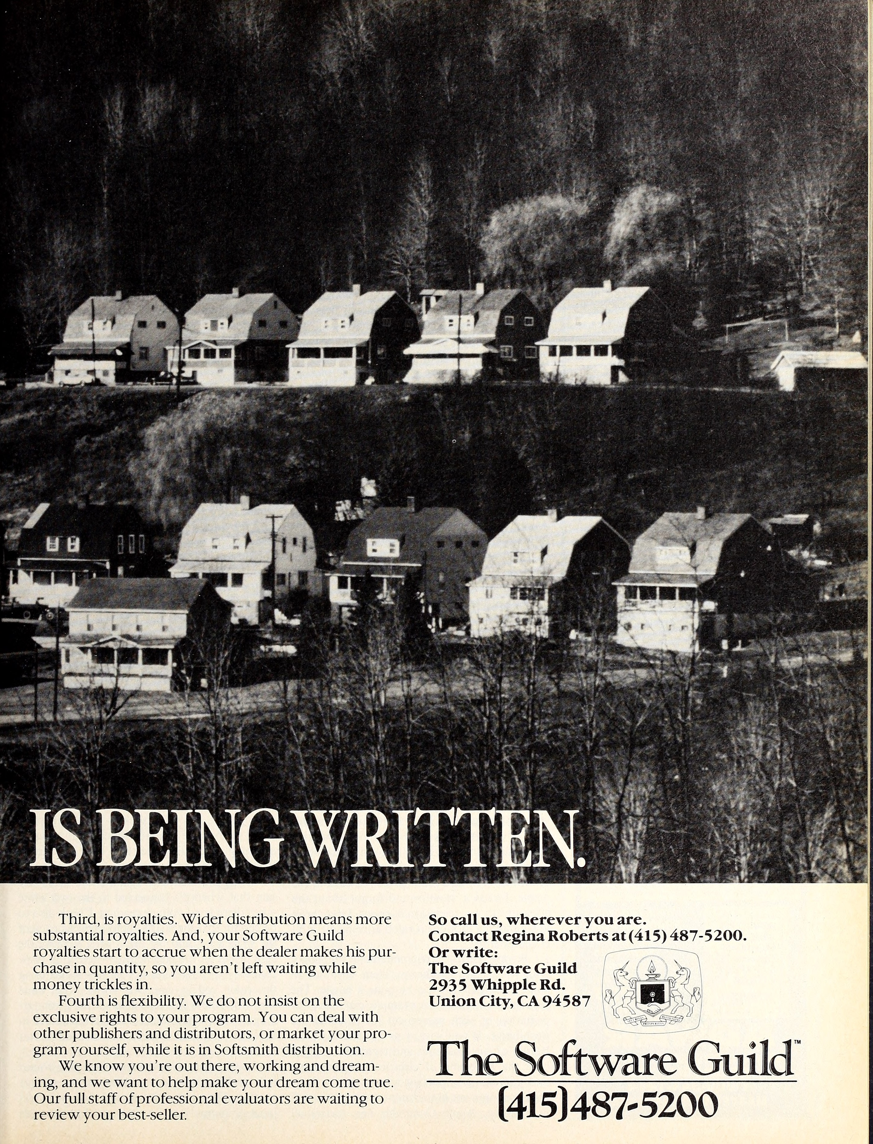 IS BEING WRITTEN.
Third, is royalties. Wider distribution means more
substantial royalties. And, your Software Guild
royalties start to accrue when the dealer makes his pur-
chase in quantity, so you aren't left waiting while
money trickles in.
Fourth is flexibility. We do not insist on the
exclusive rights to your program. You can deal with
other publishers and distributors, or market your pro-
gram yourself, while it is in Softsmith distribution.
We know you're out there, working and dream-
ing, and we want to help make your dream come true.
Our full staff of professional evaluators are waiting to
review your best-seller.
So call us, wherever you are.
Contact Regina Roberts at (415) 487-5200.
Or write:
The Software Guild
2935 Whipple Rd.
Union City, CA 94587
The Software Guild™
(415)487-5200